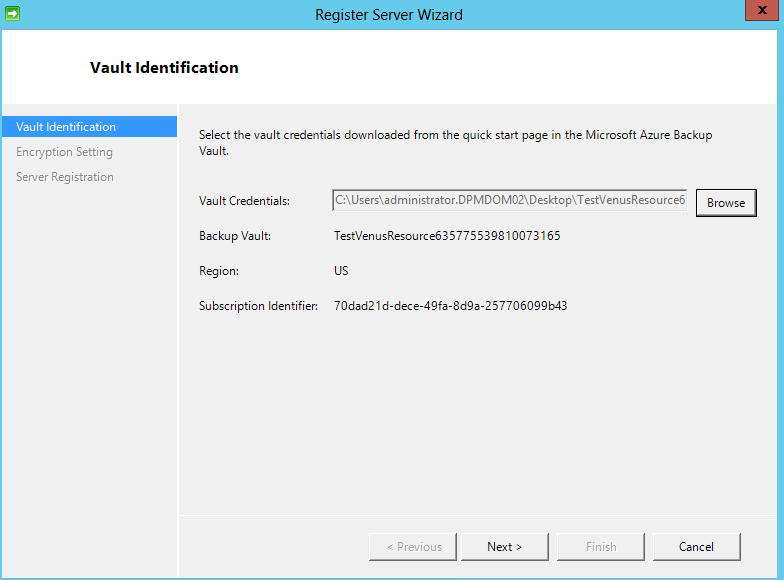 Register Server Wizard
X
Vault Identification
Vault Identification
Encryption Setting
Server Registration
Select the vault credentials downloaded from the quick start page in the Microsoft Azure Backup
Vault.
Vault Credentials: C:\Users\administrator.DPMDOM02\Desktop\TestVenusResource6 Browse
Backup Vault: TestVenusResource635775539810073165
Region: US
Subscription Identifier: 70dad21d-dece-49fa-8d9a-257706099b43
< Previous Next > Finish Cancel